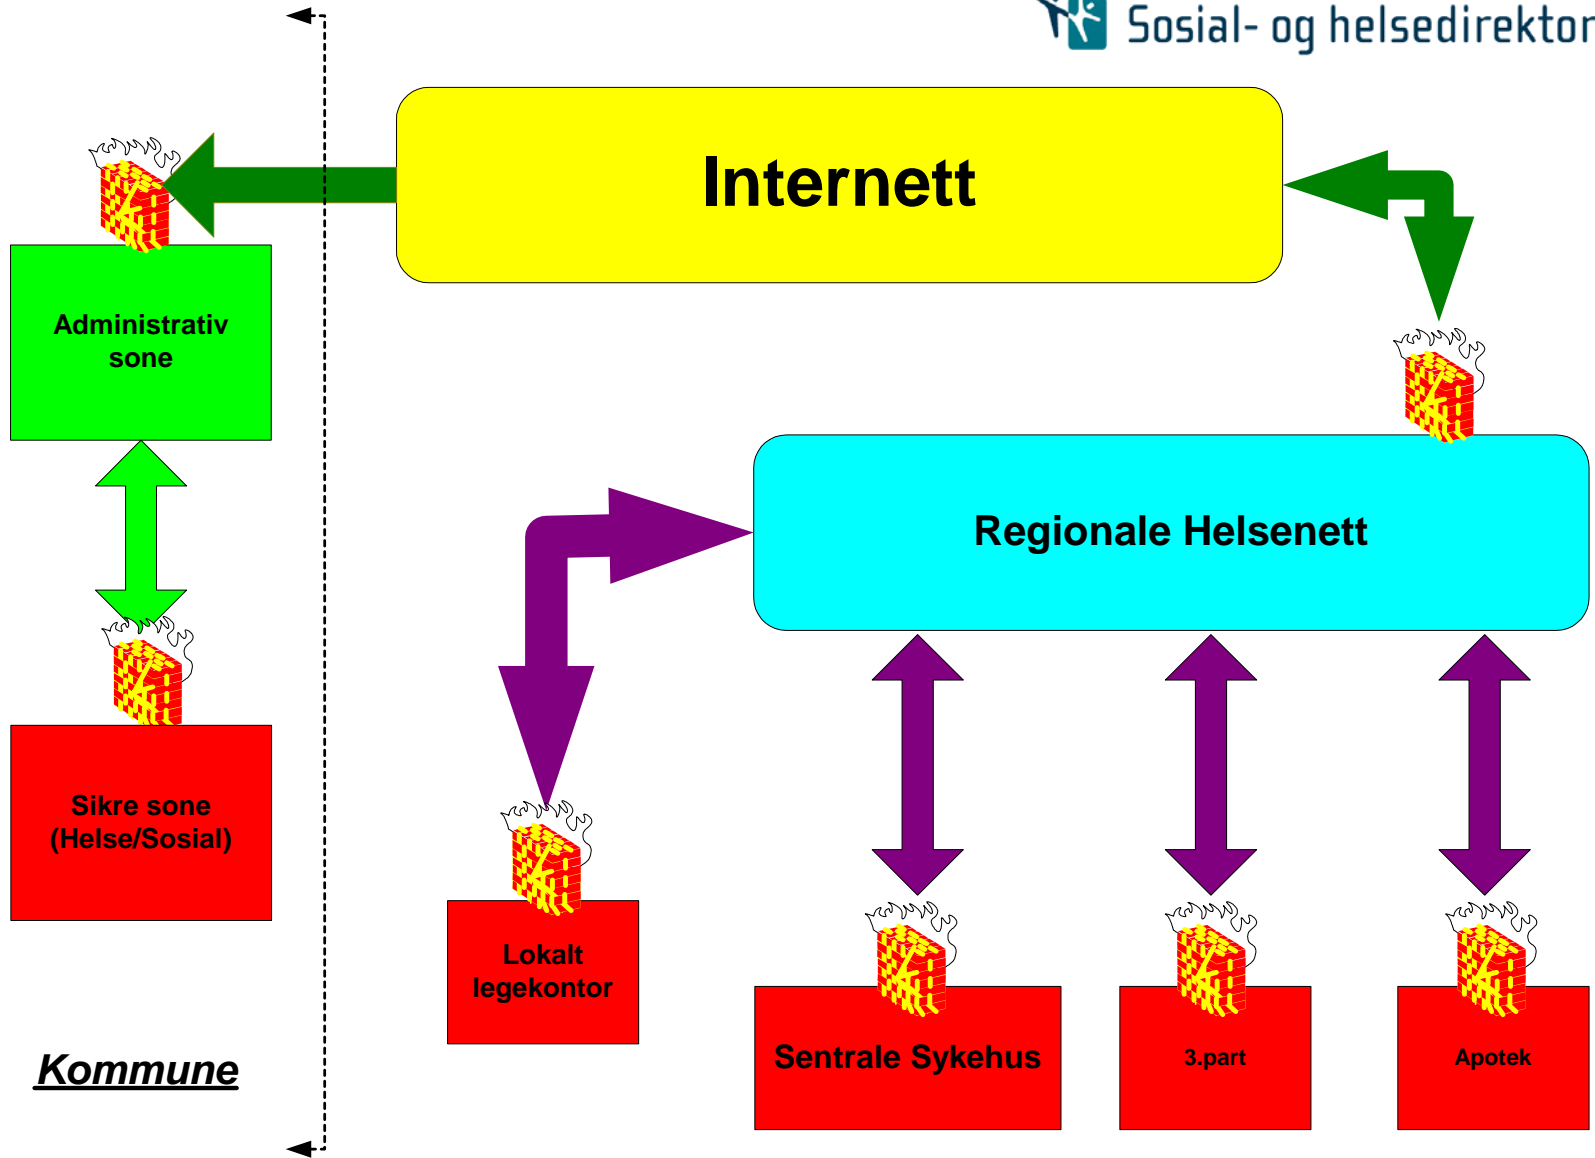 Sosial- og helsedirektor
Internett
Administrativ
sone
Regionale Helsenett
Sikre sone
(Helse/Sosial)
Lokalt
legekontor
Sentrale Sykehus
3.part
Apotek
Kommune